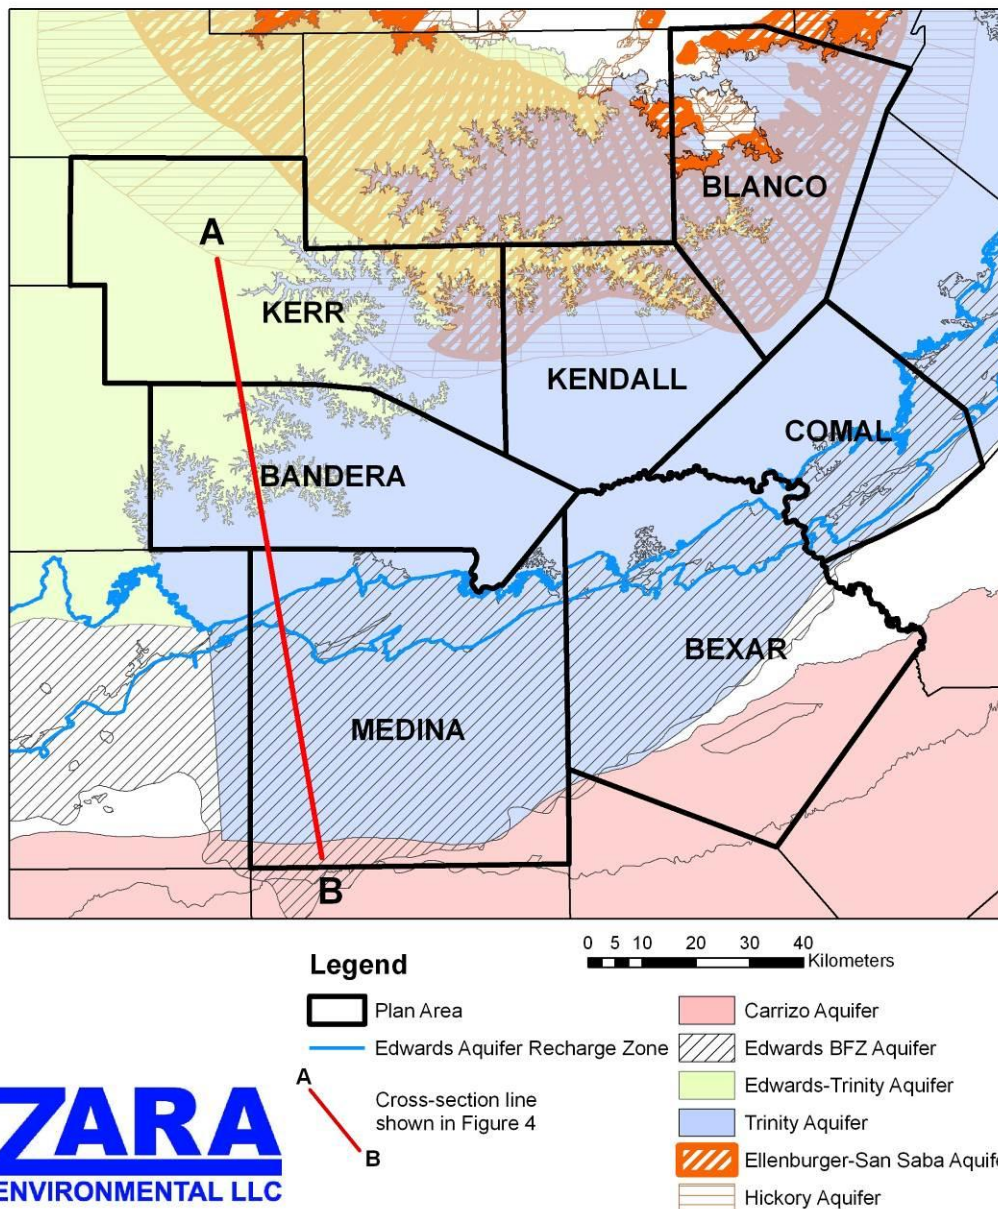 BLANCO
A
KERR
KENDALL
COMAL
BANDERA
BEXAR
MEDINA
B
0 5 10 20 30 40
Kilometers
Legend
Plan Area
Edwards Aquifer Recharge Zone
A
Cross-section line
shown in Figure 4
B
Carrizo Aquifer
Edwards BFZ Aquifer
Edwards-Trinity Aquifer
Trinity Aquifer
Ellenburger-San Saba Aquife
Hickory Aquifer
ZARA
ENVIRONMENTAL LLC